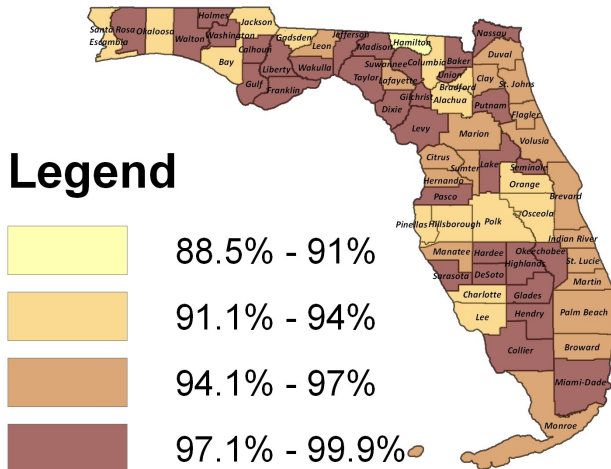 Holmes
Jackson
Santa Rosa
Escambia
Okaloosa
Walton
Washington
Bay
Calhoun
Gadsden
Leon
Jefferson
Liberty
Wakulla
Gulf
Franklin
Madison
Hamilton
Suwannee
Columbia
Taylor
Lafayette
Dixie
Gilchrist
Levy
Nassau
Baker
Duval
Union
Bradford
Clay
St. Johns
Alachua
Putnam
Flagler
Marion
Volusia
Citrus
Sumter
Lake
Seminole
Hernando
Orange
Pasco
Brevard
Osceola
Pinellas
Hillsborough
Polk
Indian River
Manatee
Hardee
Okeechobee
Highlands
St. Lucie
Sarasota
DeSoto
Martin
Charlotte
Glades
Lee
Hendry
Palm Beach
Collier
Broward
Miami-Dade
Monroe
Legend
88.5% - 91%
91.1% - 94%
94.1% - 97%
97.1% - 99.9%